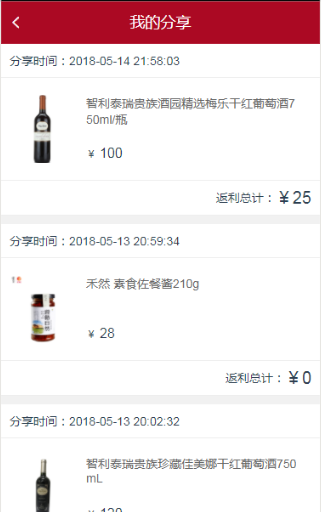 我的分享
分享时间：2018-05-14 21:58:03
智利泰瑞贵族酒园精选梅乐干红葡萄酒7
50ml/瓶
¥ 100
返利总计：¥25
分享时间：2018-05-13 20:59:34
禾然 素食佐餐酱210g
¥ 28
返利总计：¥0
分享时间：2018-05-13 20:02:32
智利泰瑞贵族珍藏佳美娜干红葡萄酒750
mL